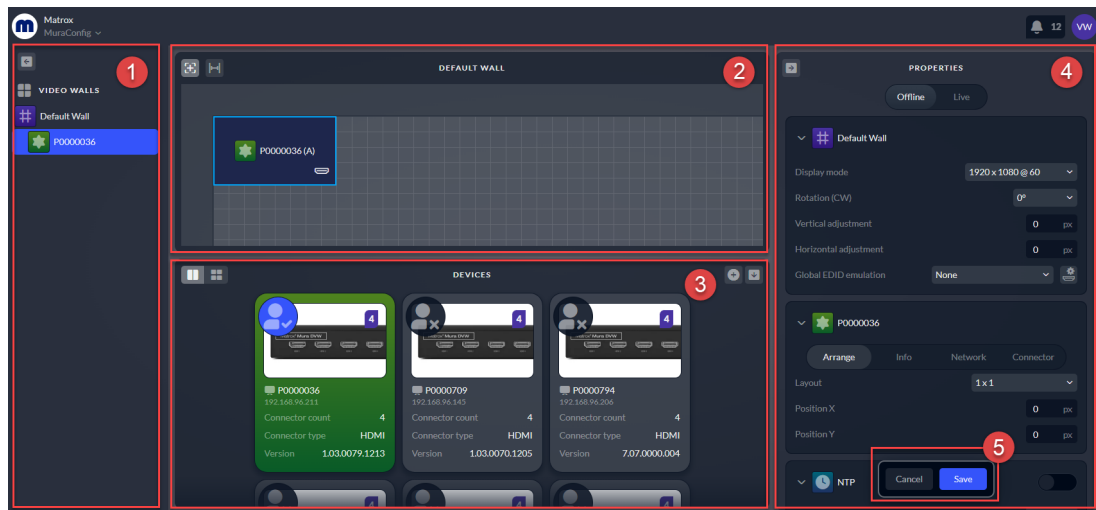 Matrox
MuraConfig
12
VW
1
VIDEO WALLS
Default Wall
P0000036
DEFAULT WALL
2
P0000036 (A)
DEVICES
3
4
P0000036
192.168.96.211
Connector count 4
Connector type HDMI
Version 1.03.0079.1213
4
P0000709
192.168.96.145
Connector count 4
Connector type HDMI
Version 1.03.0070.1205
4
P0000794
192.168.96.206
Connector count 4
Connector type HDMI
Version 7.07.0000.004
PROPERTIES
4
Offline Live
Default Wall
Display mode 1920 x 1080 @ 60
Rotation (CW) 0°
Vertical adjustment 0 px
Horizontal adjustment 0 px
Global EDID emulation None
P0000036
Arrange Info Network Connector
Layout 1 x 1
Position X 0 px
Position Y 0 px
5
NTP
Cancel Save